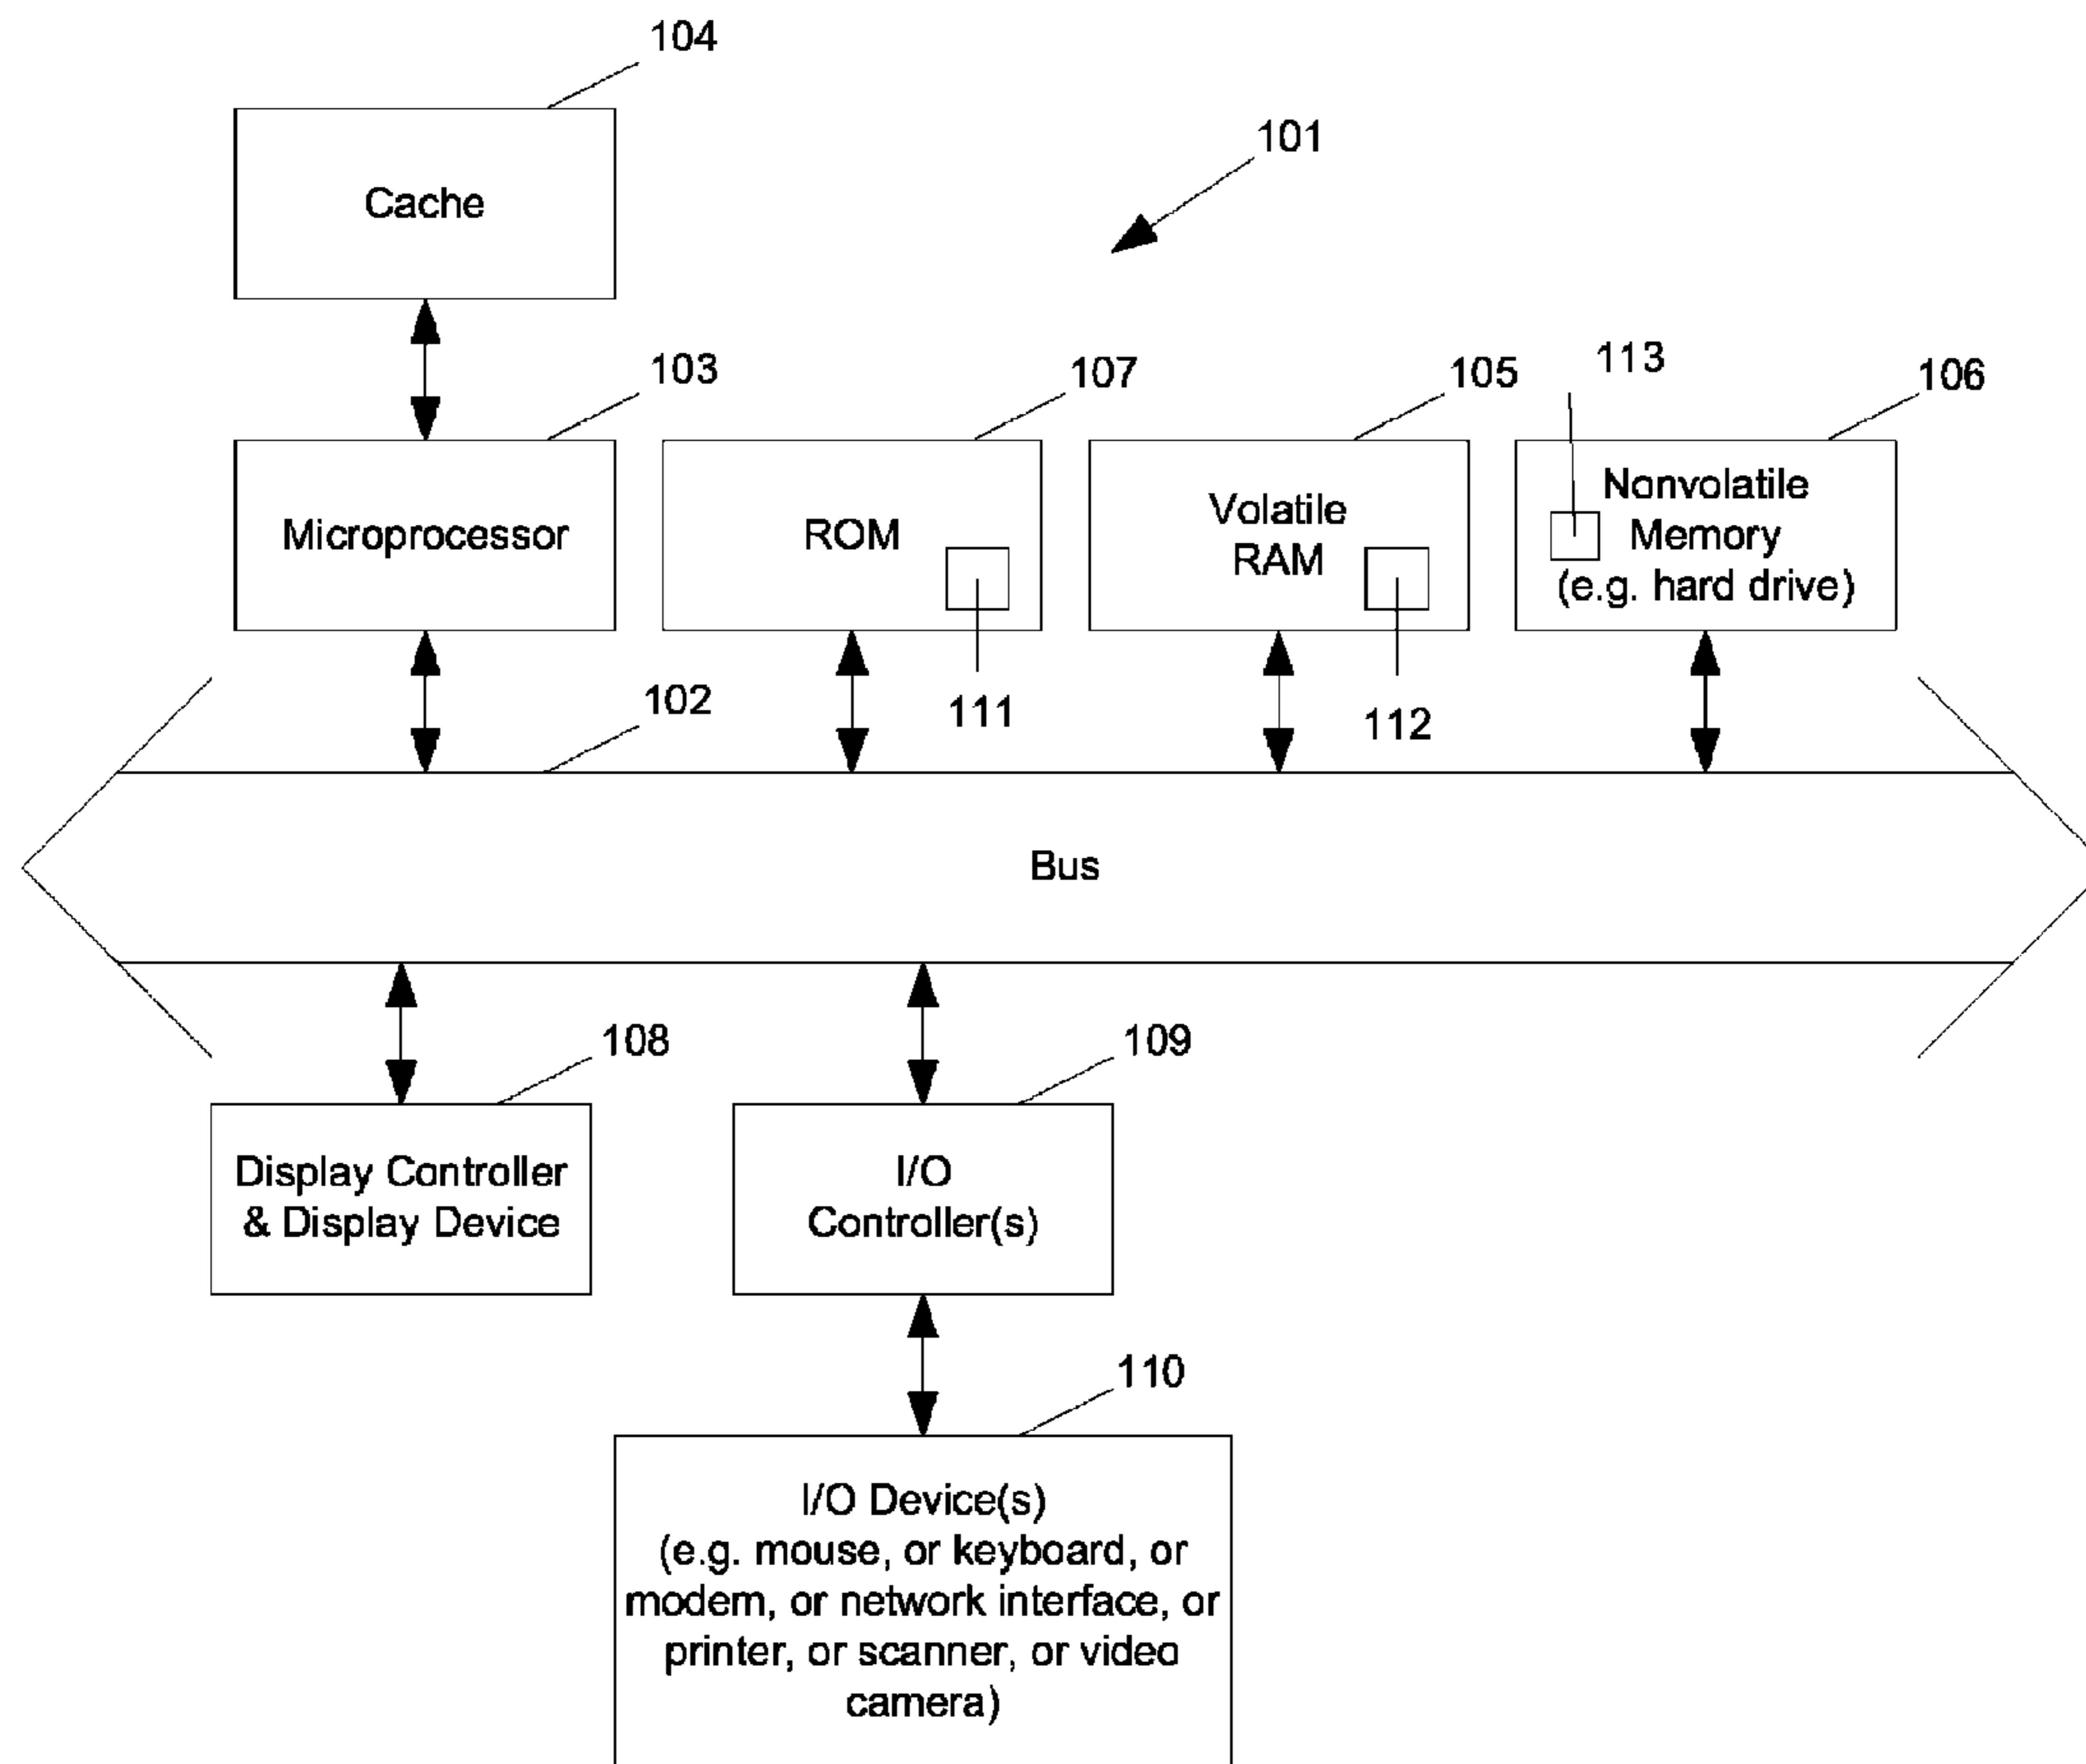 104
101
Cache
103
107
105
113
106
Microprocessor
ROM
Volatile
RAM
Nonvolatile
Memory
(e.g. hard drive)
102
111
112
Bus
108
109
Display Controller
& Display Device
I/O
Controller(s)
110
I/O Device(s)
(e.g. mouse, or keyboard, or
modem, or network interface, or
printer, or scanner, or video
camera)